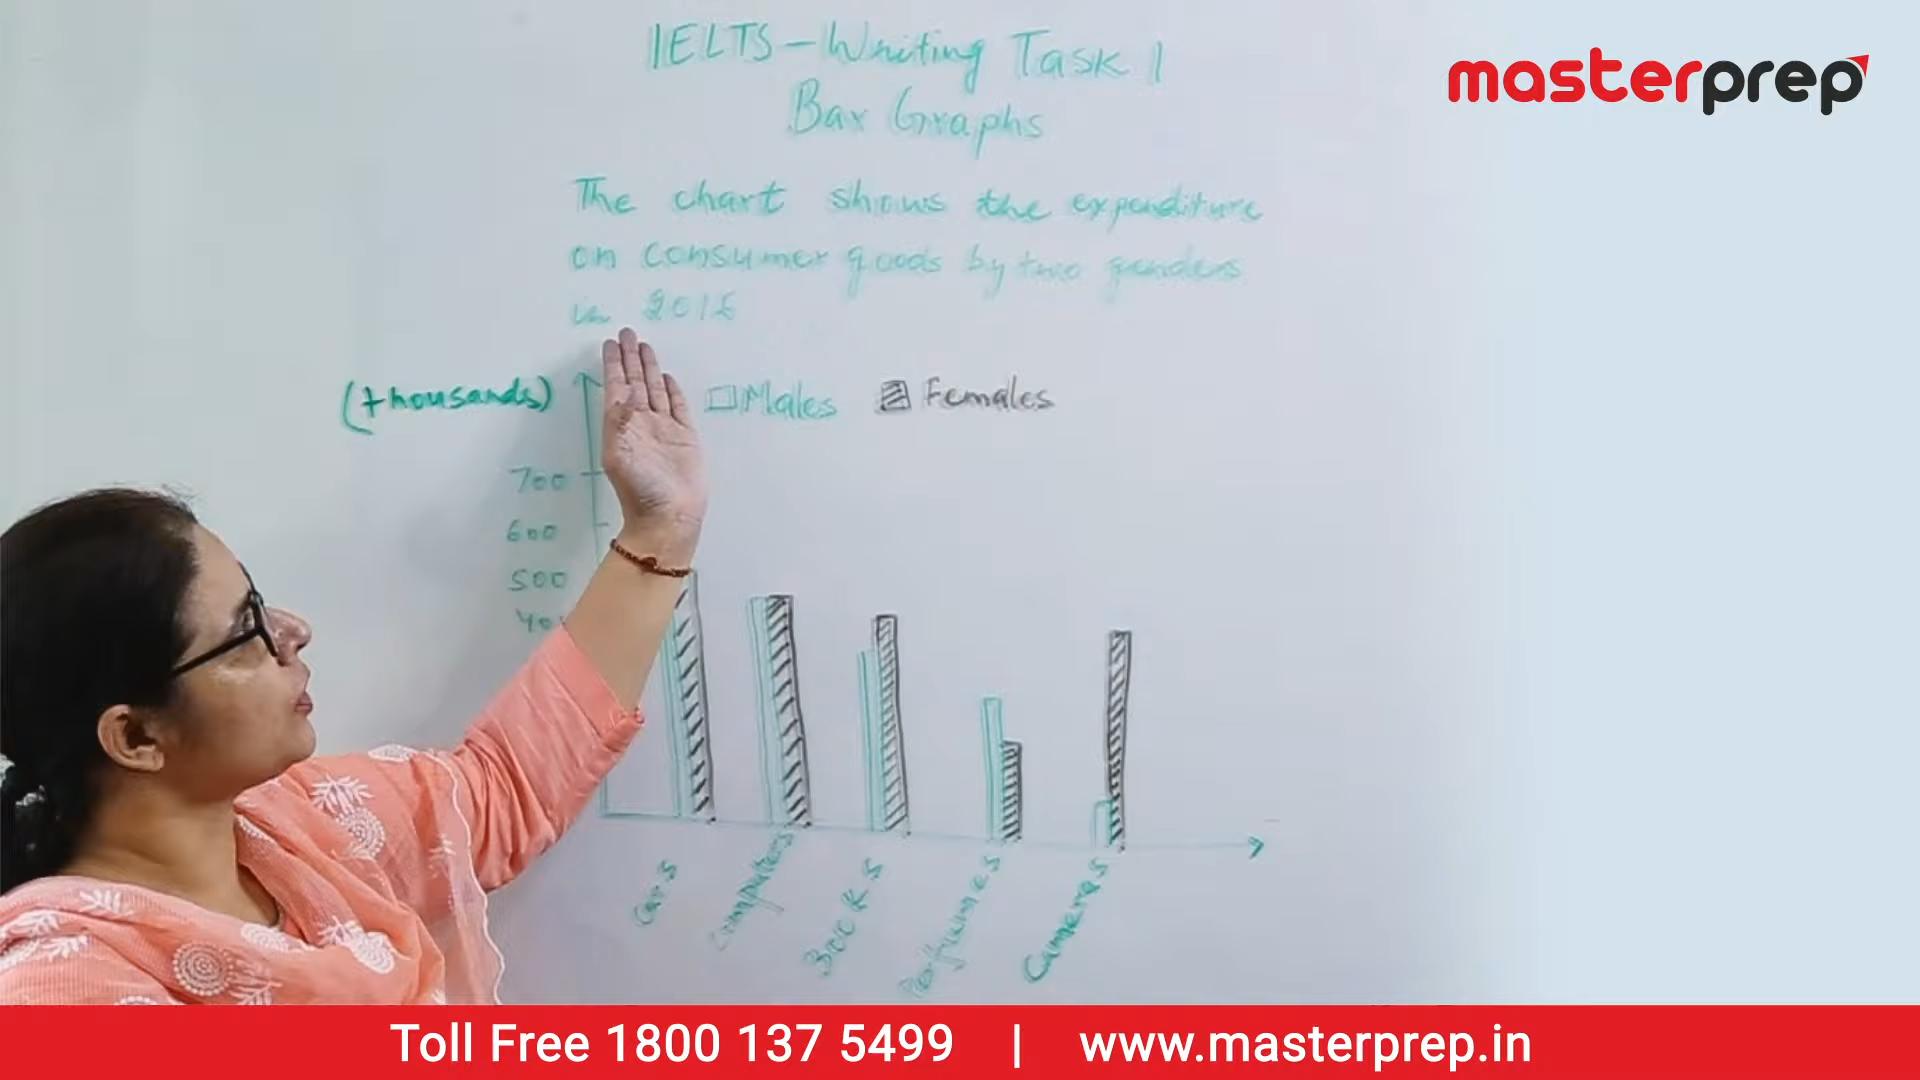 IELTS - Writing Task 1
Bar Graphs
masterprep
The chart shows the expenditure
on consumer goods by two genders
in 2015
(thousands)
Males
Females
700
600
500
Cars
Computers
Books
Perfumes
Cameras
Toll Free 1800 137 5499 | www.masterprep.in